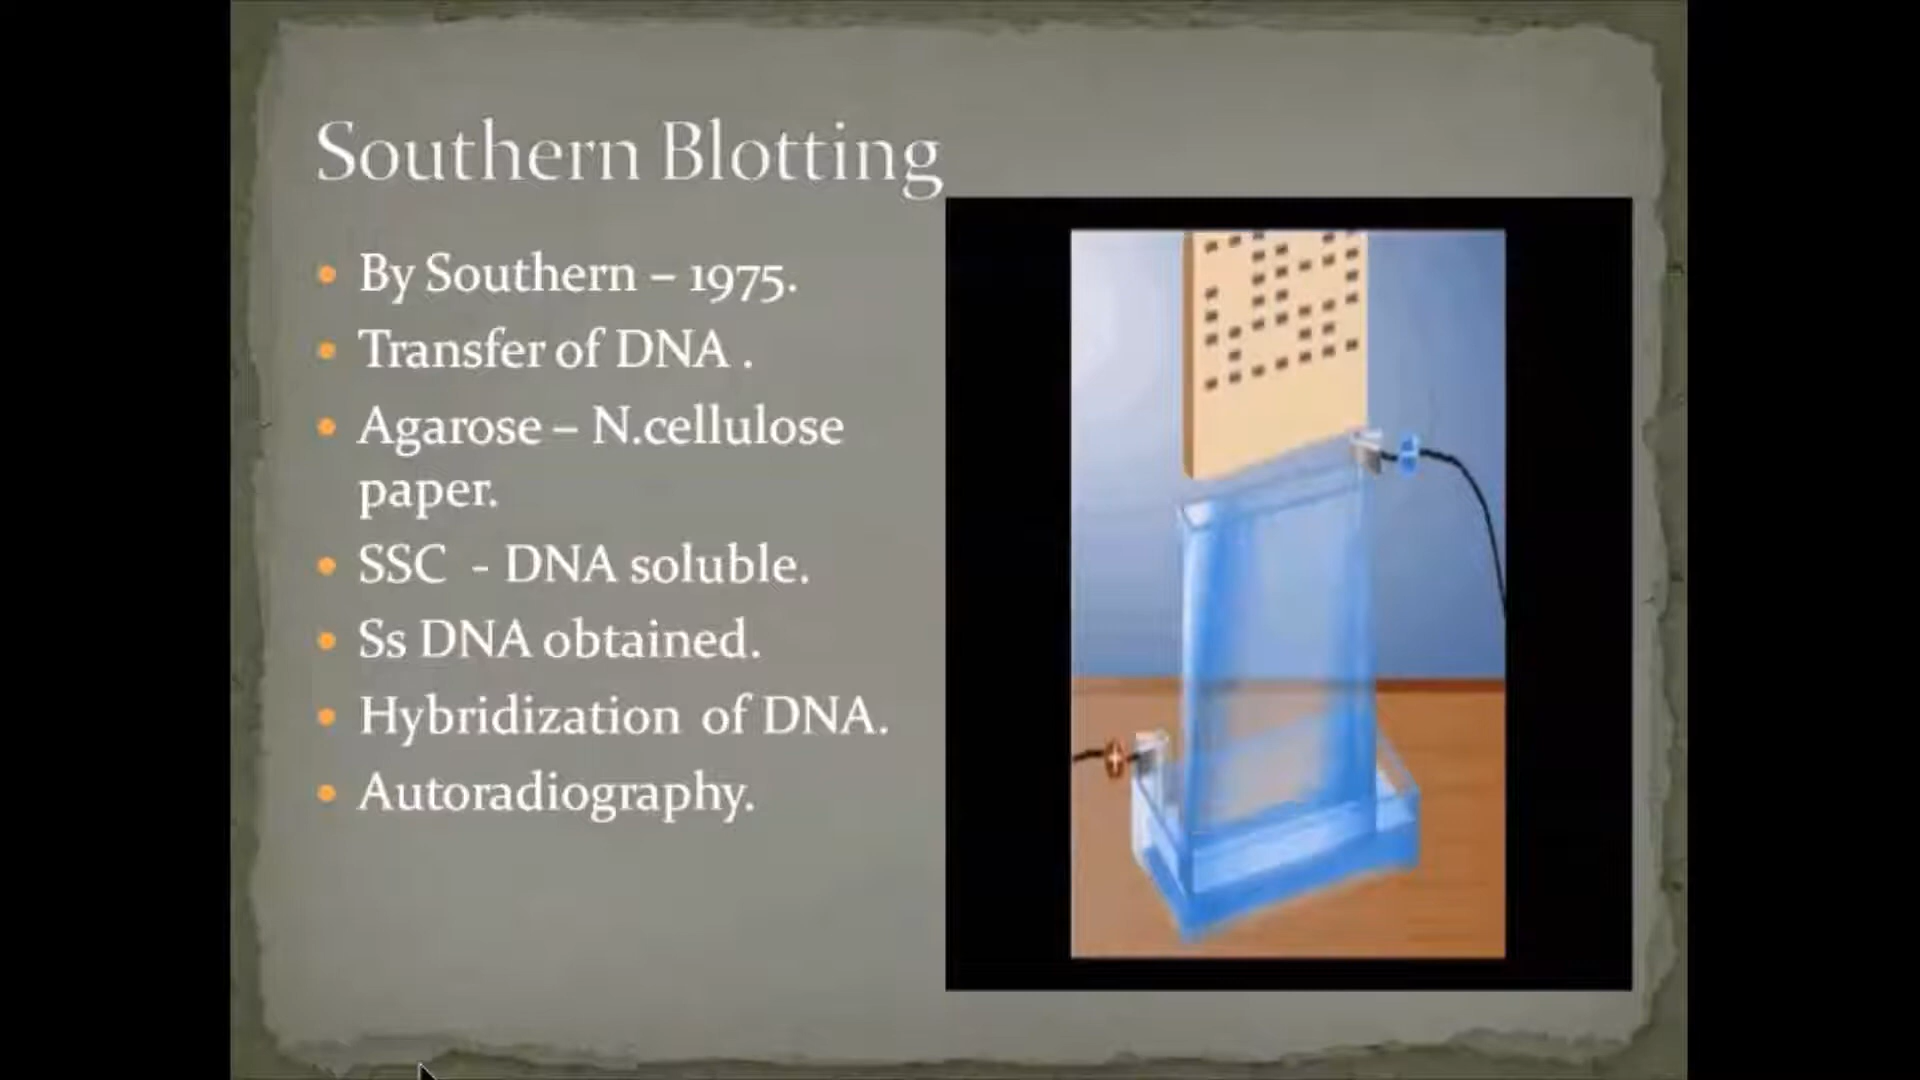 Southern Blotting
By Southern – 1975.
Transfer of DNA .
Agarose – N.cellulose
paper.
SSC - DNA soluble.
Ss DNA obtained.
Hybridization of DNA.
Autoradiography.